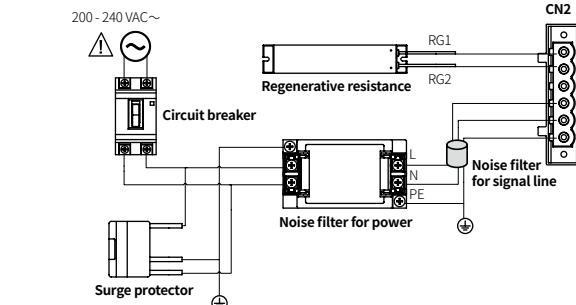 200 - 240 VAC～
CN2
RG1
RG2
Regenerative resistance
Circuit breaker
L
N
PE
Noise filter
for signal line
Noise filter for power
Surge protector